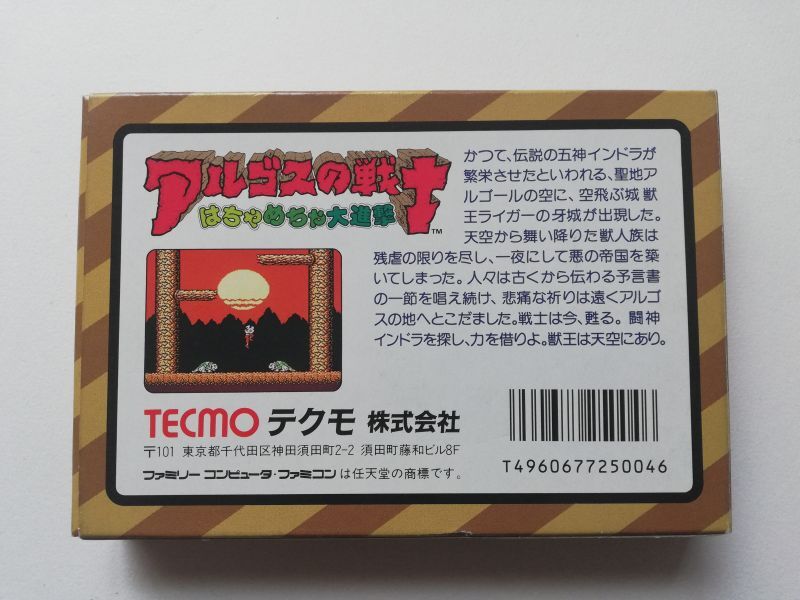 アルゴスの戦士
はちゃめちゃ大進撃
TM
かつて、伝説の五神インドラが
繁栄させたといわれる、聖地ア
ルゴールの空に、空飛ぶ城 獣
王ライガーの牙城が出現した。
天空から舞い降りた獣人族は
残虐の限りを尽し、一夜にして悪の帝国を築
いてしまった。人々は古くから伝わる予言書
の一節を唱え続け、悲痛な祈りは遠くアルゴ
スの地へとこだました。戦士は今、甦る。闘神
インドラを探し、力を借りよ。獣王は天空にあり。
TECMO テクモ 株式会社
〒101 東京都千代田区神田須田町2-2 須田町藤和ビル8F
ファミリー コンピュータ・ファミコン は任天堂の商標です。
T4960677250046